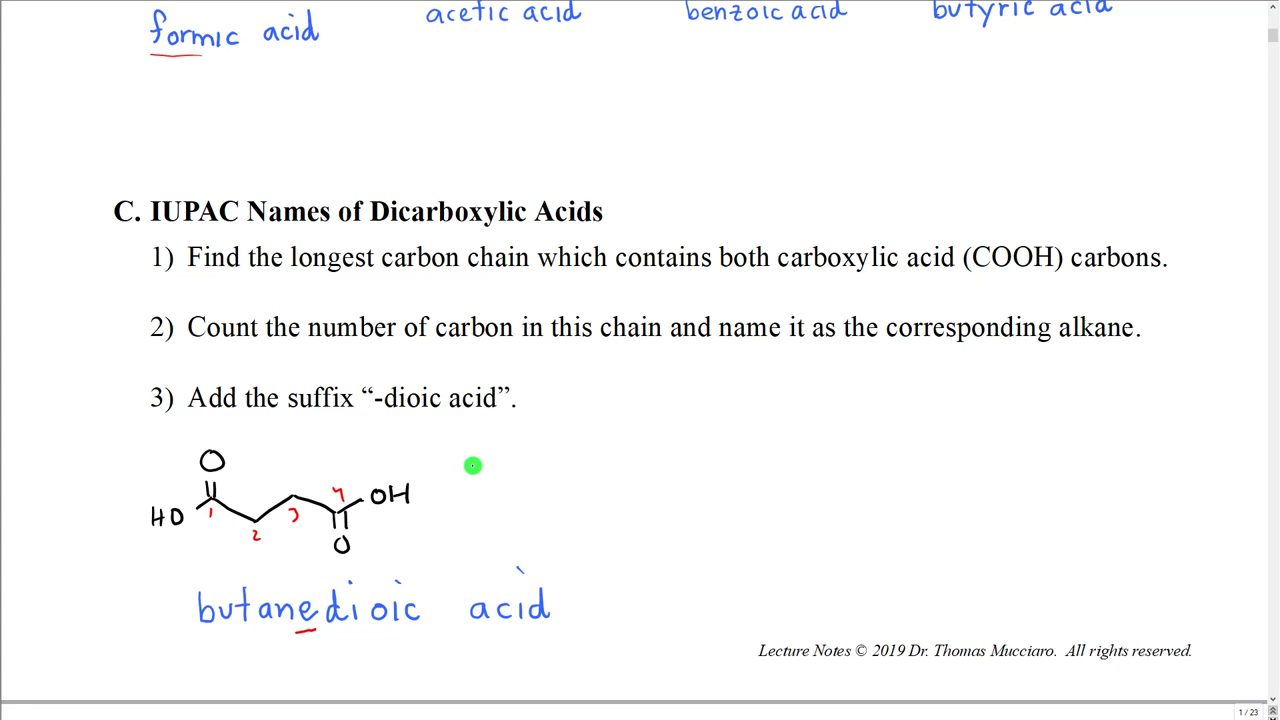 formic acid acetic acid benzoic acid butyric acid
C. IUPAC Names of Dicarboxylic Acids
1) Find the longest carbon chain which contains both carboxylic acid (COOH) carbons.
2) Count the number of carbon in this chain and name it as the corresponding alkane.
3) Add the suffix “-dioic acid”.
O
4 OH
HO 1 3
2 O
butanedioic acid
Lecture Notes © 2019 Dr. Thomas Mucciaro. All rights reserved.
1 / 23